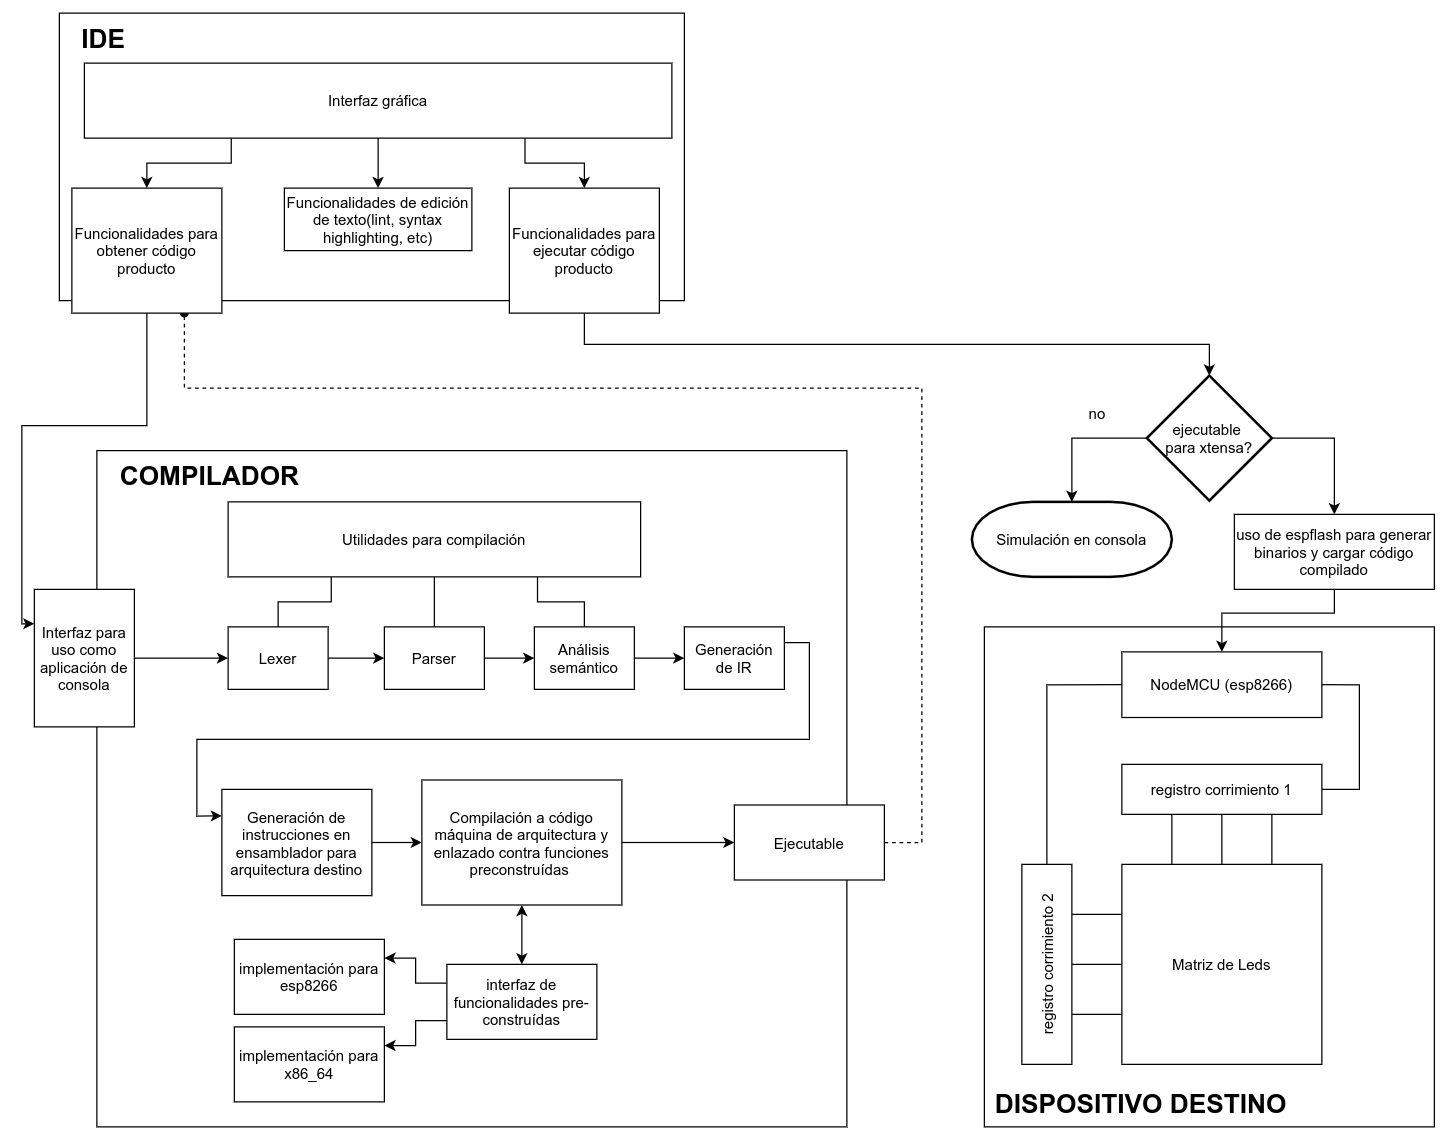 IDE
Interfaz gráfica
Funcionalidades para
obtener código
producto
Funcionalidades de edición
de texto(lint, syntax
highlighting, etc)
Funcionalidades para
ejecutar código
producto
no
ejecutable
para xtensa?
Simulación en consola
uso de espflash para generar
binarios y cargar código
compilado
COMPILADOR
Utilidades para compilación
Interfaz para
uso como
aplicación de
consola
Lexer
Parser
Análisis
semántico
Generación
de IR
Generación de
instrucciones en
ensamblador para
arquitectura destino
Compilación a código
máquina de arquitectura y
enlazado contra funciones
preconstruídas
Ejecutable
implementación para
esp8266
interfaz de
funcionalidades pre-
construídas
implementación para
x86_64
NodeMCU (esp8266)
registro corrimiento 1
registro corrimiento 2
Matriz de Leds
DISPOSITIVO DESTINO